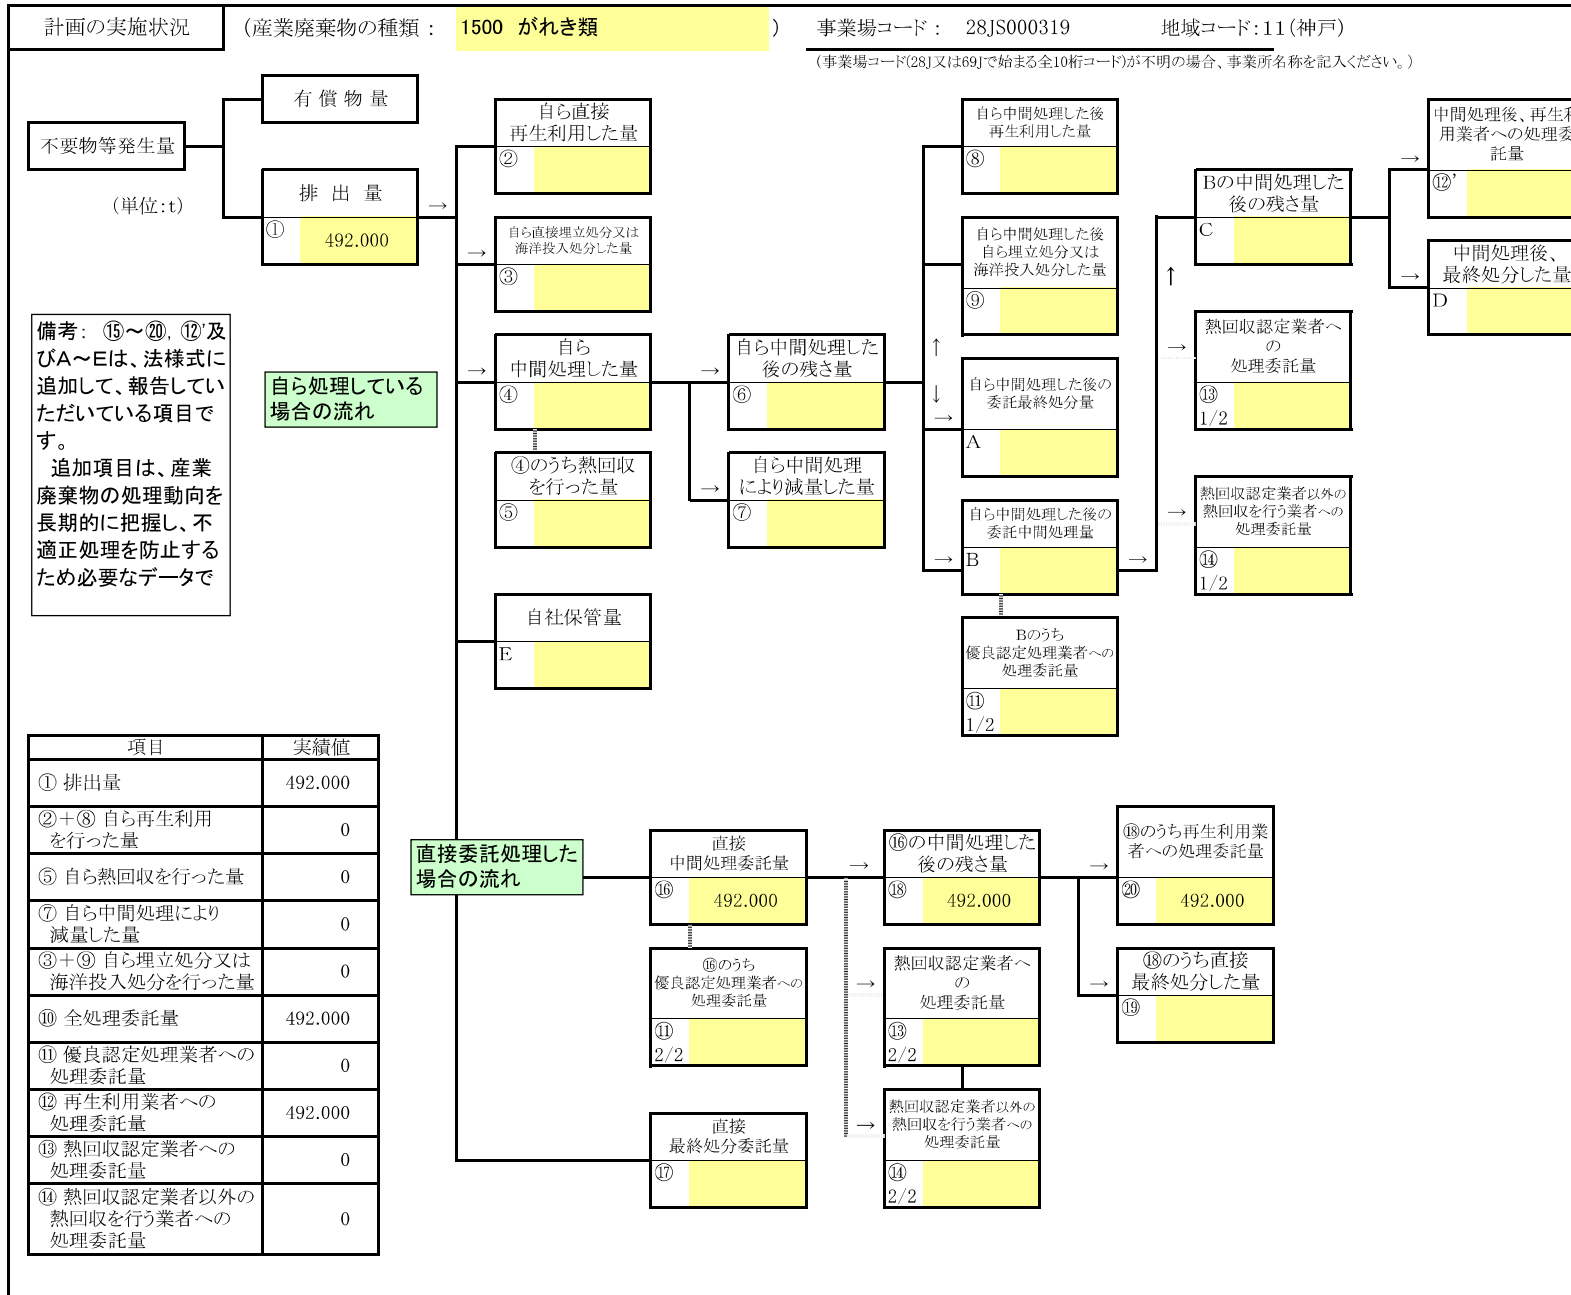 計画の実施状況
(産業廃棄物の種類：
1500 がれき類
)
事業場コード： 28JS000319
地域コード：11(神戸)
(事業場コード(28J又は69Jで始まる全10桁コード)が不明の場合、事業所名称を記入ください。)
不要物等発生量
(単位:t)
有償物量
排出量
①
492.000
→
備考： ⑮～⑳, ⑫'及
びA～Eは、法様式に
追加して、報告してい
ただいている項目で
す。
追加項目は、産業
廃棄物の処理動向を
長期的に把握し、不
適正処理を防止する
ため必要なデータで
自ら処理している
場合の流れ
自ら直接
再生利用した量
②
→
自ら直接埋立処分又は
海洋投入処分した量
③
→
自ら
中間処理した量
④
④のうち熱回収
を行った量
⑤
自社保管量
E
→
自ら中間処理した
後の残さ量
⑥
→
自ら中間処理
により減量した量
⑦
↑
↓
→
→
自ら中間処理した後
再生利用した量
⑧
自ら中間処理した後
自ら埋立処分又は
海洋投入処分した量
⑨
自ら中間処理した後の
委託最終処分量
A
自ら中間処理した後の
委託中間処理量
B
→
Bのうち
優良認定処理業者への
処理委託量
⑪
1/2
↑
Bの中間処理した
後の残さ量
C
→
熱回収認定業者へ
の
処理委託量
⑬
1/2
→
熱回収認定業者以外の
熱回収を行う業者への
処理委託量
⑭
1/2
→
中間処理後、再生利
用業者への処理委
託量
⑫'
→
中間処理後、
最終処分した量
D
項目 実績値
① 排出量 492.000
②＋⑧ 自ら再生利用
を行った量 0
⑤ 自ら熱回収を行った量 0
⑦ 自ら中間処理により
減量した量 0
③＋⑨ 自ら埋立処分又は
海洋投入処分を行った量 0
⑩ 全処理委託量 492.000
⑪ 優良認定処理業者への
処理委託量 0
⑫ 再生利用業者への
処理委託量 492.000
⑬ 熱回収認定業者への
処理委託量 0
⑭ 熱回収認定業者以外の
熱回収を行う業者への
処理委託量 0
直接委託処理した
場合の流れ
直接
中間処理委託量
⑯
492.000
⑯のうち
優良認定処理業者への
処理委託量
⑪
2/2
直接
最終処分委託量
⑰
→
⑯の中間処理した
後の残さ量
⑱
492.000
→
熱回収認定業者へ
の
処理委託量
⑬
2/2
→
熱回収認定業者以外の
熱回収を行う業者への
処理委託量
⑭
2/2
→
⑱のうち再生利用業
者への処理委託量
⑳
492.000
→
⑱のうち直接
最終処分した量
⑲